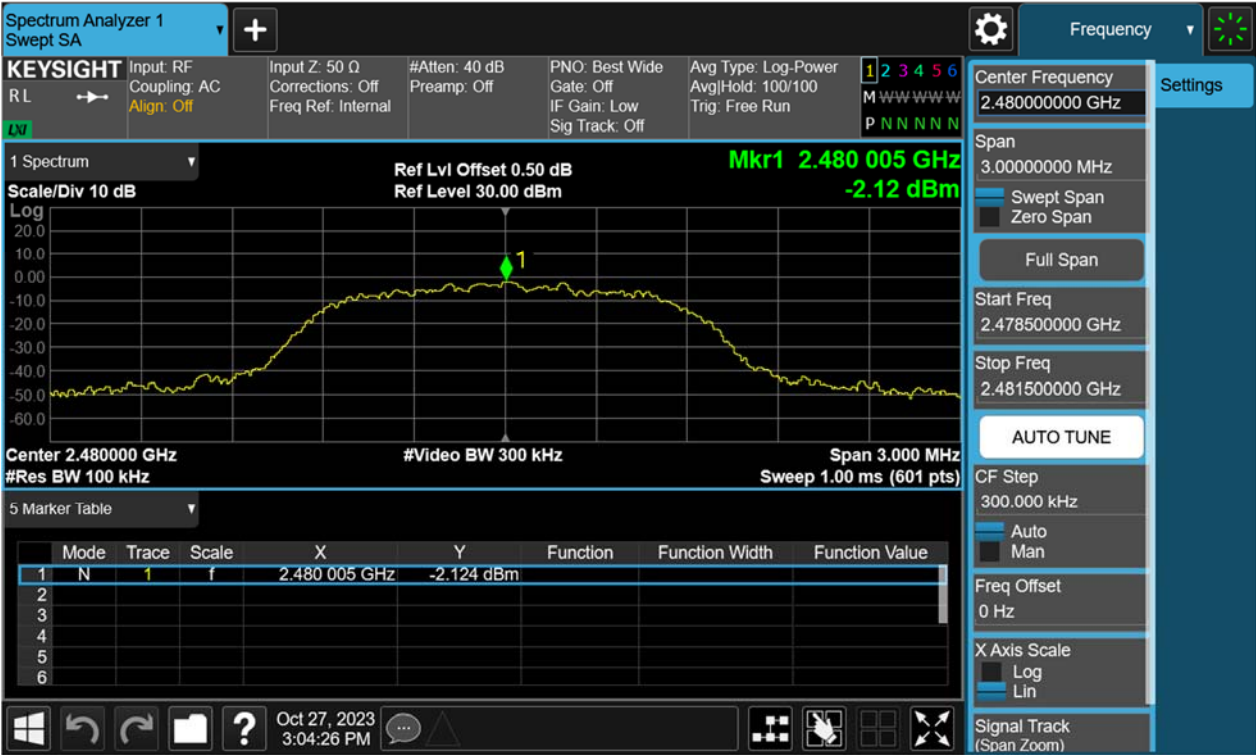 Spectrum Analyzer 1
Swept SA
Frequency
KEYSIGHT
R L
LXI
Input: RF
Coupling: AC
Align: Off
Input Z: 50 Ω
Corrections: Off
Freq Ref: Internal
#Atten: 40 dB
Preamp: Off
PNO: Best Wide
Gate: Off
IF Gain: Low
Sig Track: Off
Avg Type: Log-Power
Avg|Hold: 100/100
Trig: Free Run
1 2 3 4 5 6
M W W W W W
P N N N N N
1 Spectrum
Ref Lvl Offset 0.50 dB
Mkr1 2.480 005 GHz
Scale/Div 10 dB
Ref Level 30.00 dBm
-2.12 dBm
Log
20.0
10.0
0.00
-10.0
-20.0
-30.0
-40.0
-50.0
-60.0
1
Center 2.480000 GHz
#Video BW 300 kHz
Span 3.000 MHz
#Res BW 100 kHz
Sweep 1.00 ms (601 pts)
5 Marker Table
Mode Trace Scale X Y Function Function Width Function Value
1 N 1 f 2.480 005 GHz -2.124 dBm
2
3
4
5
6
Oct 27, 2023
3:04:26 PM
Center Frequency
2.480000000 GHz
Span
3.00000000 MHz
Swept Span
Zero Span
Full Span
Start Freq
2.478500000 GHz
Stop Freq
2.481500000 GHz
AUTO TUNE
CF Step
300.000 kHz
Auto
Man
Freq Offset
0 Hz
X Axis Scale
Log
Lin
Signal Track
(Span Zoom)
Settings